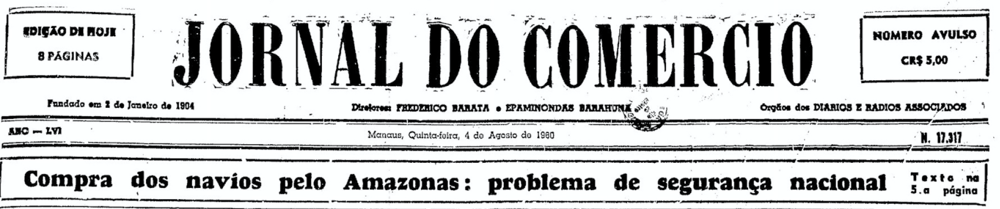 EDIÇÃO DE HOJE
8 PÁGINAS
JORNAL DO COMERCIO
NÚMERO AVULSO
CR$ 5,00
Fundado em 2 de Janeiro de 1904
Diretores: FREDERICO BARATA • EPAMINONDAS BARAHUNA
Orgãos dos DIARIOS E RADIOS ASSOCIADOS
ANO — LVI
Manaus, Quinta-feira, 4 de Agosto de 1960
N. 17.317
Compra dos navios pelo Amazonas: problema de segurança nacional
Texto na
5.a página